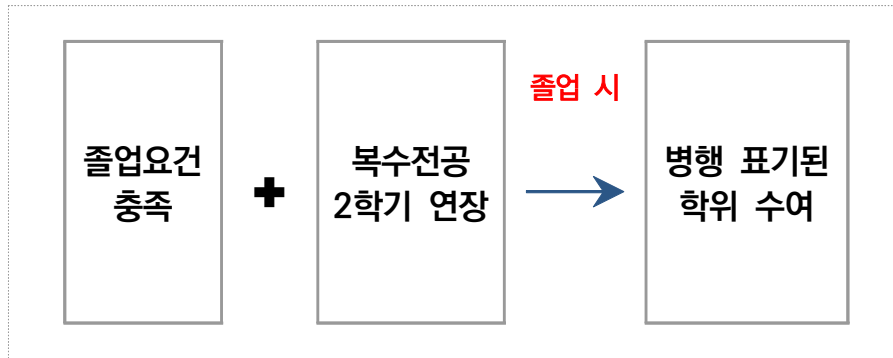 졸업요건
충족
복수전공
2학기 연장
졸업 시
병행 표기된
학위 수여